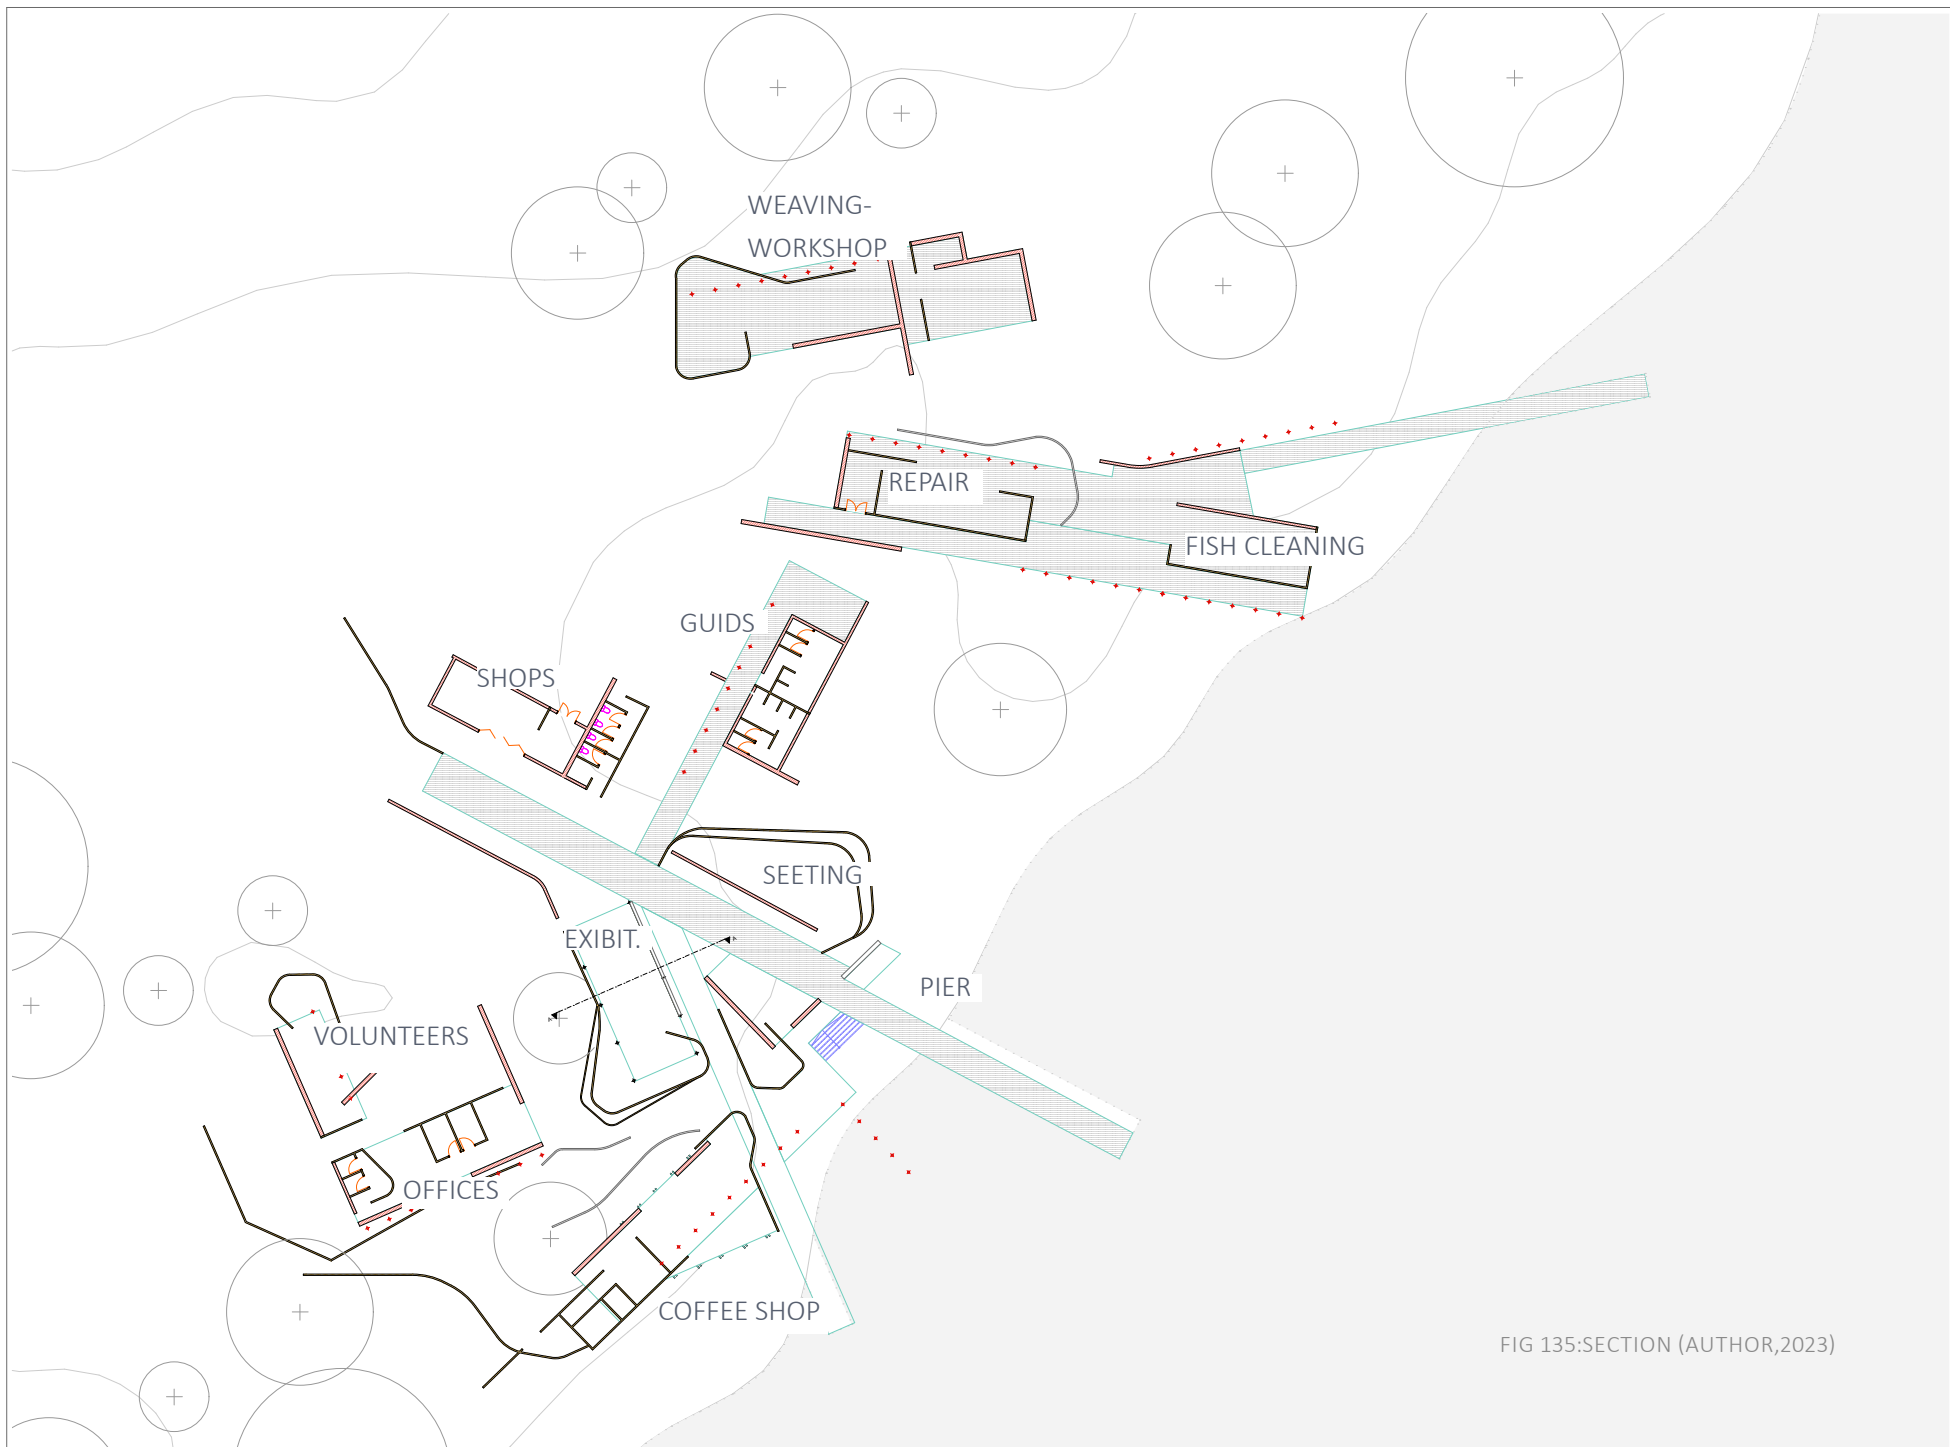 WEAVING-
WORKSHOP
REPAIR
FISH CLEANING
GUIDS
SHOPS
SEETING
EXIBIT.
PIER
VOLUNTEERS
OFFICES
COFFEE SHOP
FIG 135:SECTION (AUTHOR,2023)